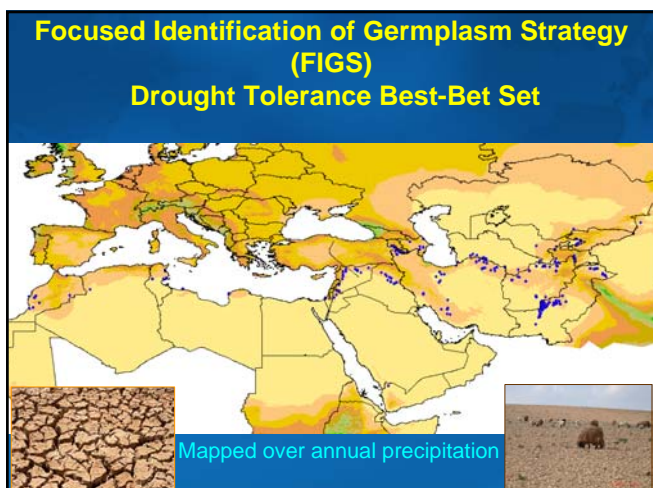 Focused Identification of Germplasm Strategy
(FIGS)
Drought Tolerance Best-Bet Set
Mapped over annual precipitation